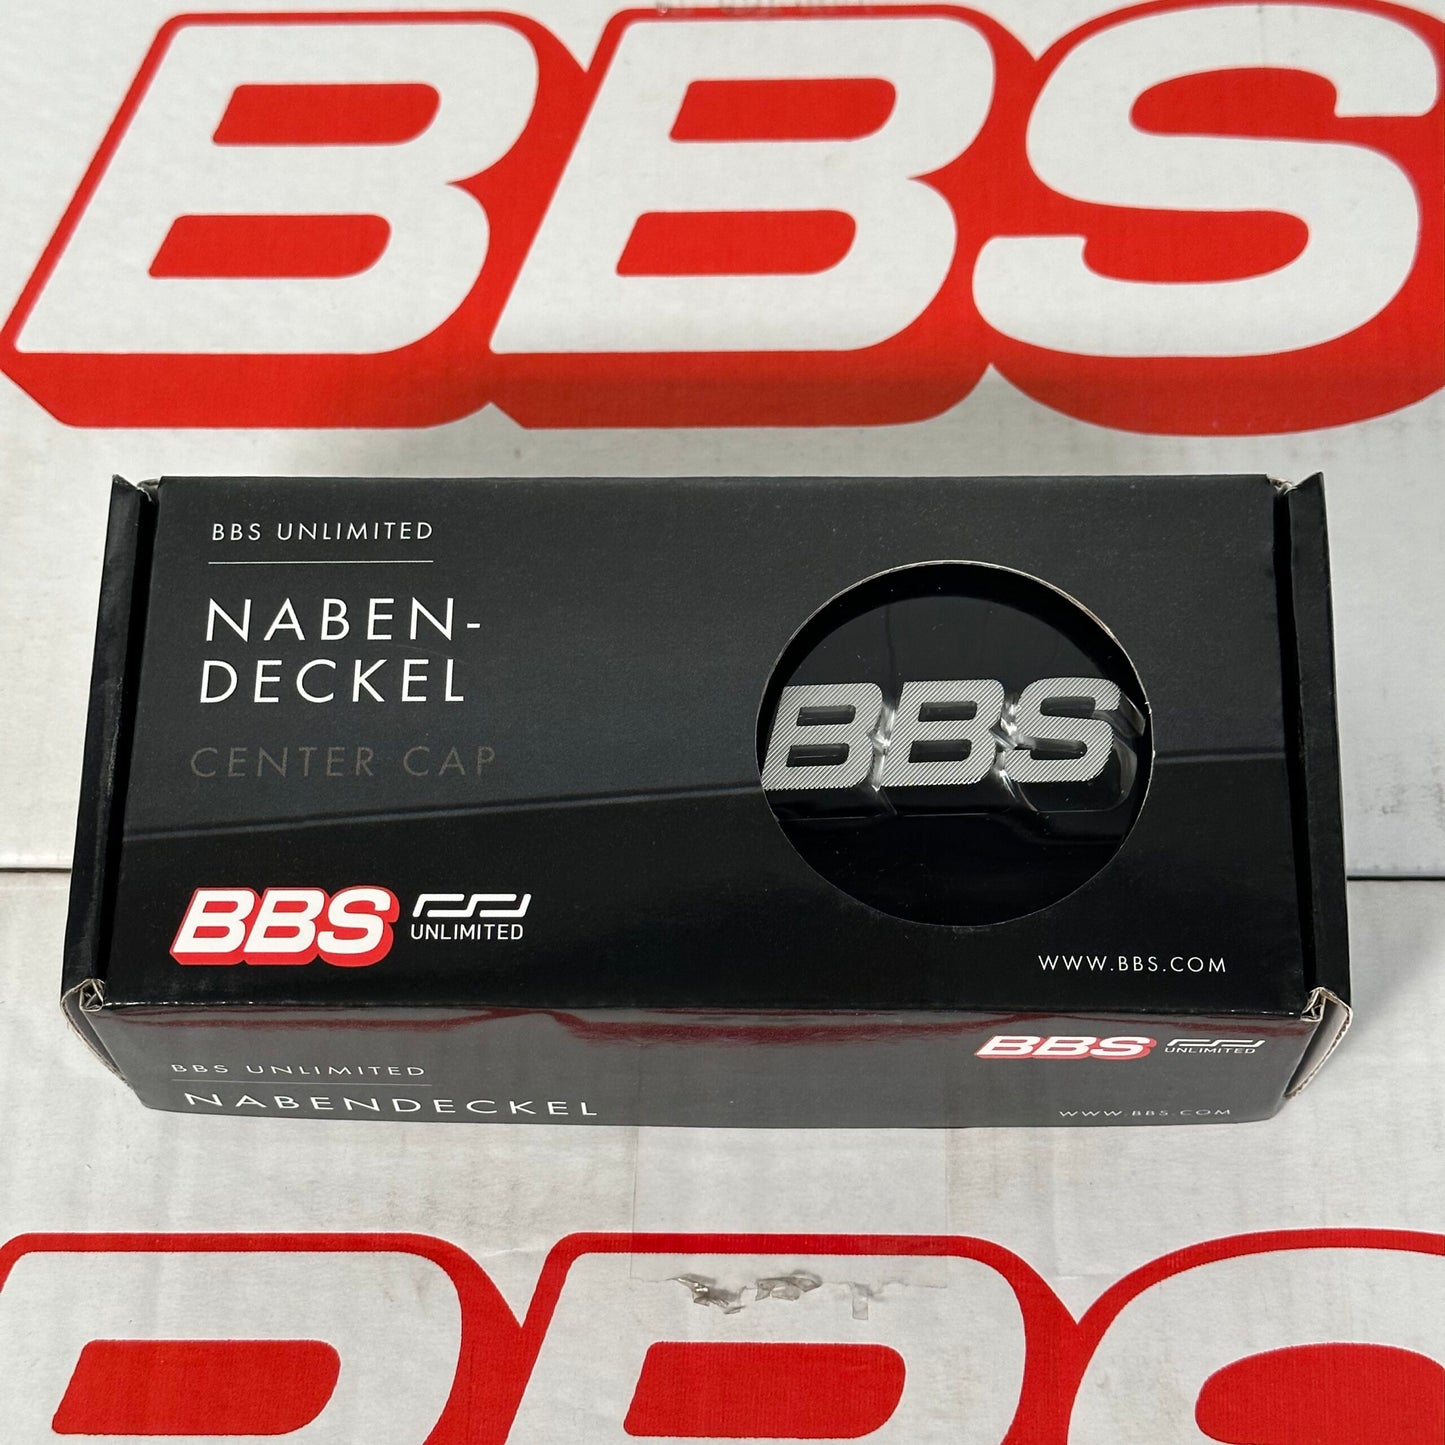 BBS
BBS UNLIMITED
NABEN-
DECKEL
CENTER CAP
BBS
BBS UNLIMITED
WWW.BBS.COM
BBS UNLIMITED
BBS UNLIMITED
NABENDECKEL
WWW.BBS.COM
BBS